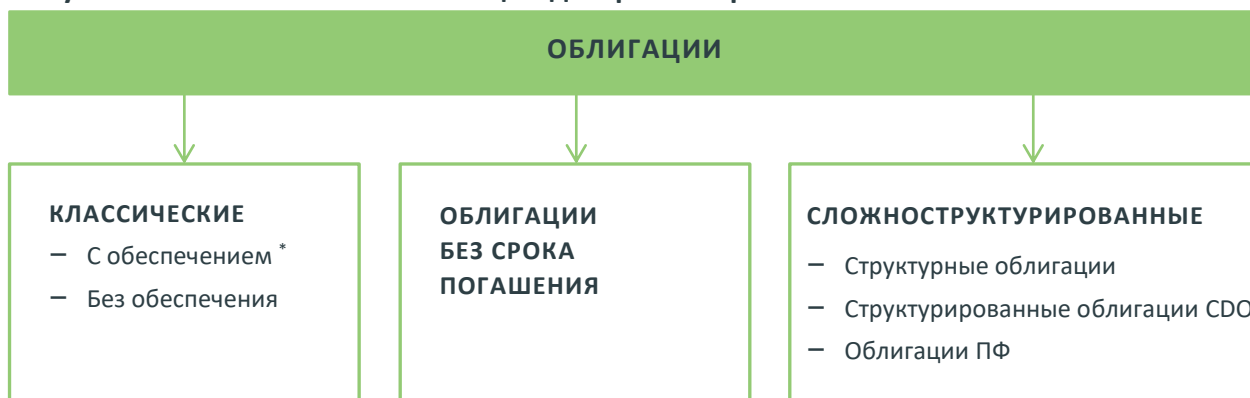 ОБЛИГАЦИИ
КЛАССИЧЕСКИЕ
– С обеспечением *
– Без обеспечения
ОБЛИГАЦИИ
БЕЗ СРОКА
ПОГАШЕНИЯ
СЛОЖНОСТРУКТУРИРОВАННЫЕ
– Структурные облигации
– Структурированные облигации CDO
– Облигации ПФ